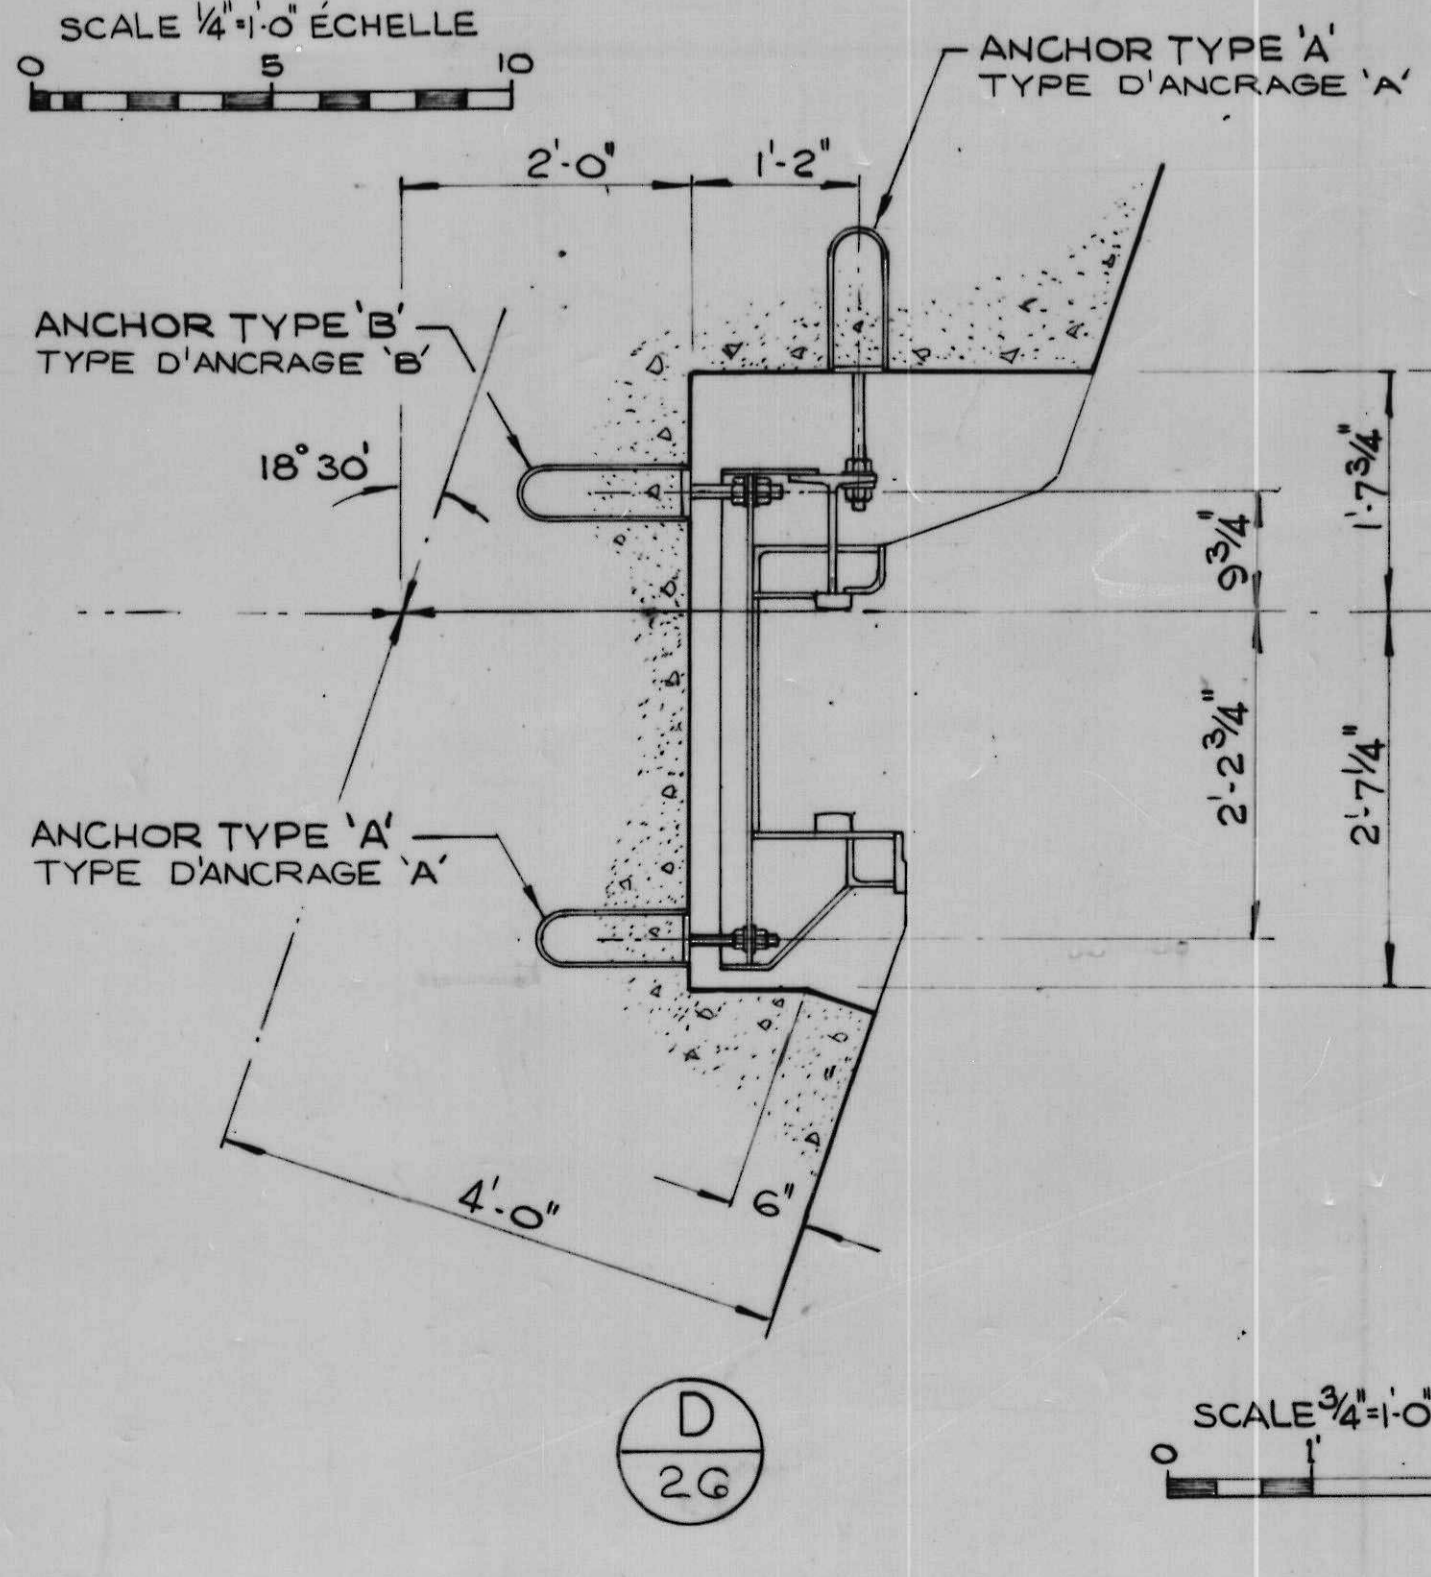 SCALE 1/4"=1'-0" ÉCHELLE
0 5 10
ANCHOR TYPE 'A'
TYPE D'ANCRAGE 'A'
2'-0"
1'-2"
ANCHOR TYPE 'B'
TYPE D'ANCRAGE 'B'
18° 30'
1'-7 3/4"
9 3/4"
2'-2 3/4"
2'-7 1/4"
ANCHOR TYPE 'A'
TYPE D'ANCRAGE 'A'
4'-0"
6"
D
26
SCALE 3/4"=1'-0"
0 1'